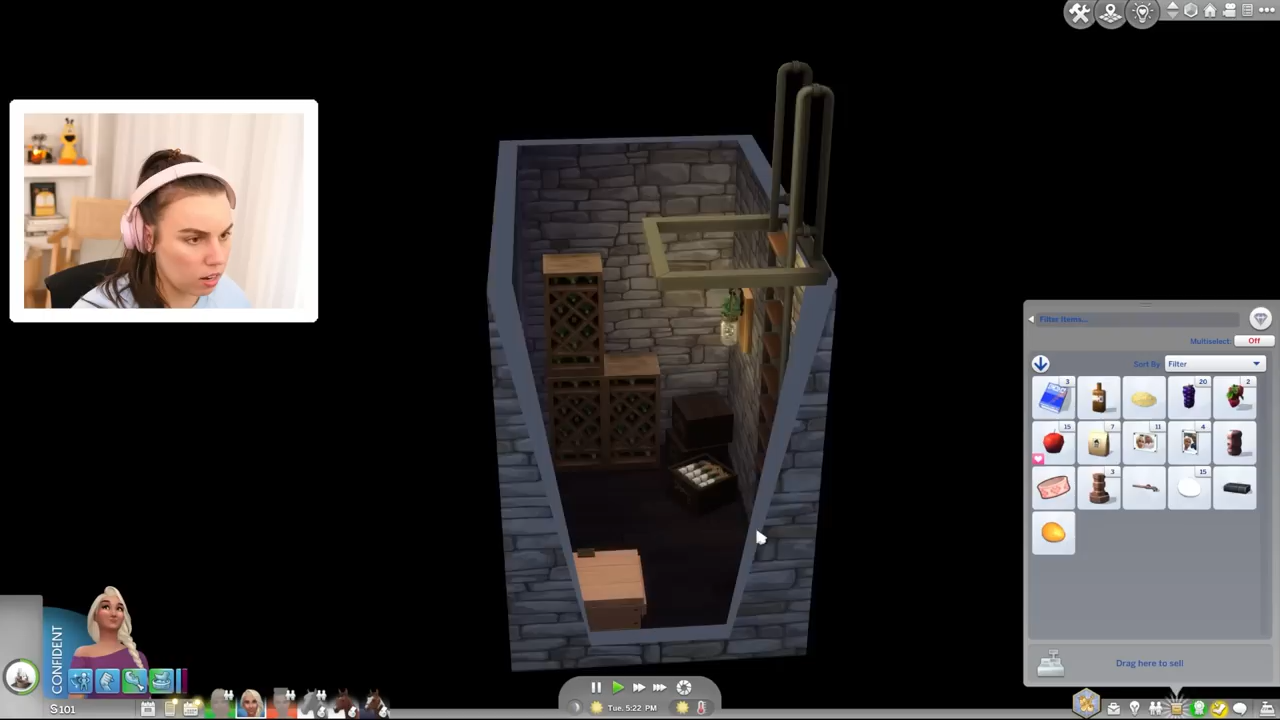 Filter items...
Multiselect: Off
Sort By Filter
3
20
2
15
7
11
4
3
15
Drag here to sell
CONFIDENT
$101
Tue. 5:22 PM